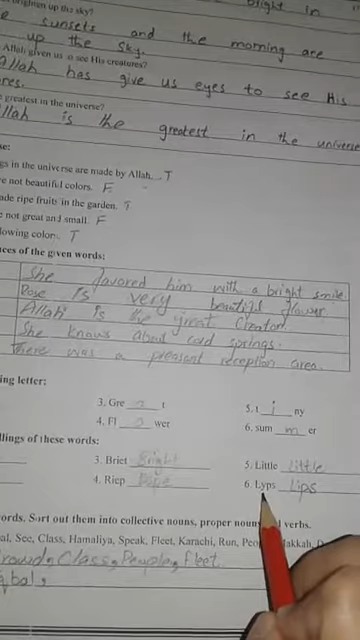 brighten up the sky?
bright in
sunsets and the morning are
up the sky.
Allah given us to see His creatures?
Allah has give us eyes to see His
greatest in the universe?
Allah is the greatest in the universe
gs in the universe are made by Allah. T
e not beautiful colors. F
ade ripe fruits in the garden. T
e not great and small. F
lowing colors. T
ces of the given words:
She favored him with a bright smile.
Rose is very beautiful flower.
Allah is the great Creator.
She knows about cold springs.
There was a pleasant reception area.
ing letter:
3. Gre ___ t
5. t i ny
4. Fl o wer
6. sum m er
llings of these words:
3. Briet Bright
5. Little Little
4. Riep Ripe
6. Lyps Lips
words. Sort out them into collective nouns, proper nouns verbs.
al, See, Class, Hamaliya, Speak, Fleet, Karachi, Run, Makkah,
Crowd, Class, People, Fleet